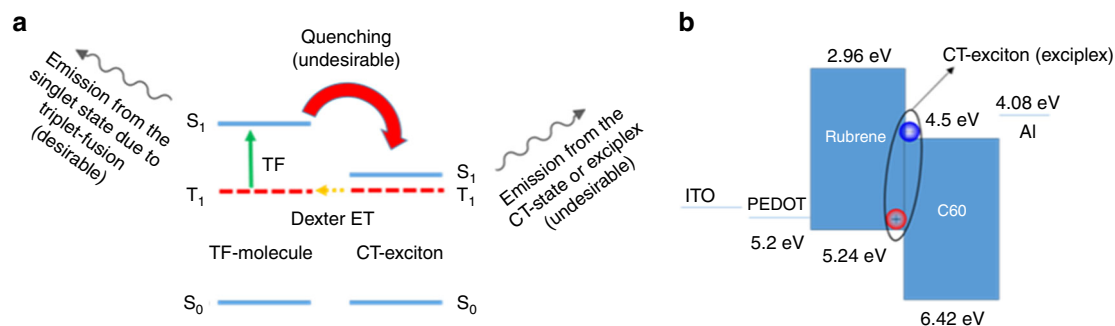 a
Quenching
(undesirable)
Emission from the
singlet state due to
triplet-fusion
(desirable)
S1
TF
T1
Dexter ET
S1
T1
Emission from the
CT-state or exciplex
(undesirable)
TF-molecule
CT-exciton
S0
S0
b
CT-exciton (exciplex)
2.96 eV
4.08 eV
4.5 eV
Al
Rubrene
ITO
PEDOT
C60
+
5.2 eV
5.24 eV
6.42 eV